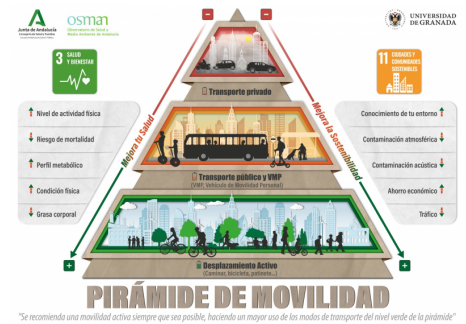 Junta de Andalucía
osman
Observatorio de Salud y
Medio Ambiente de Andalucía
UNIVERSIDAD
DE GRANADA
3 SALUD
Y BIENESTAR
11 CIUDADES Y
COMUNIDADES
SOSTENIBLES
Mejora tu Salud
Mejora la Sostenibilidad
Transporte privado
Nivel de actividad física
Riesgo de mortalidad
Perfil metabólico
Condición física
Grasa corporal
Conocimiento de tu entorno
Contaminación atmosférica
Contaminación acústica
Ahorro económico
Tráfico
Transporte público y VMP
(VMP, Vehículo de Movilidad Personal)
Desplazamiento Activo
(Caminar, bicicleta, patinete...)
PIRÁMIDE DE MOVILIDAD
"Se recomienda una movilidad activa siempre que sea posible, haciendo un mayor uso de los modos de transporte del nivel verde de la pirámide"